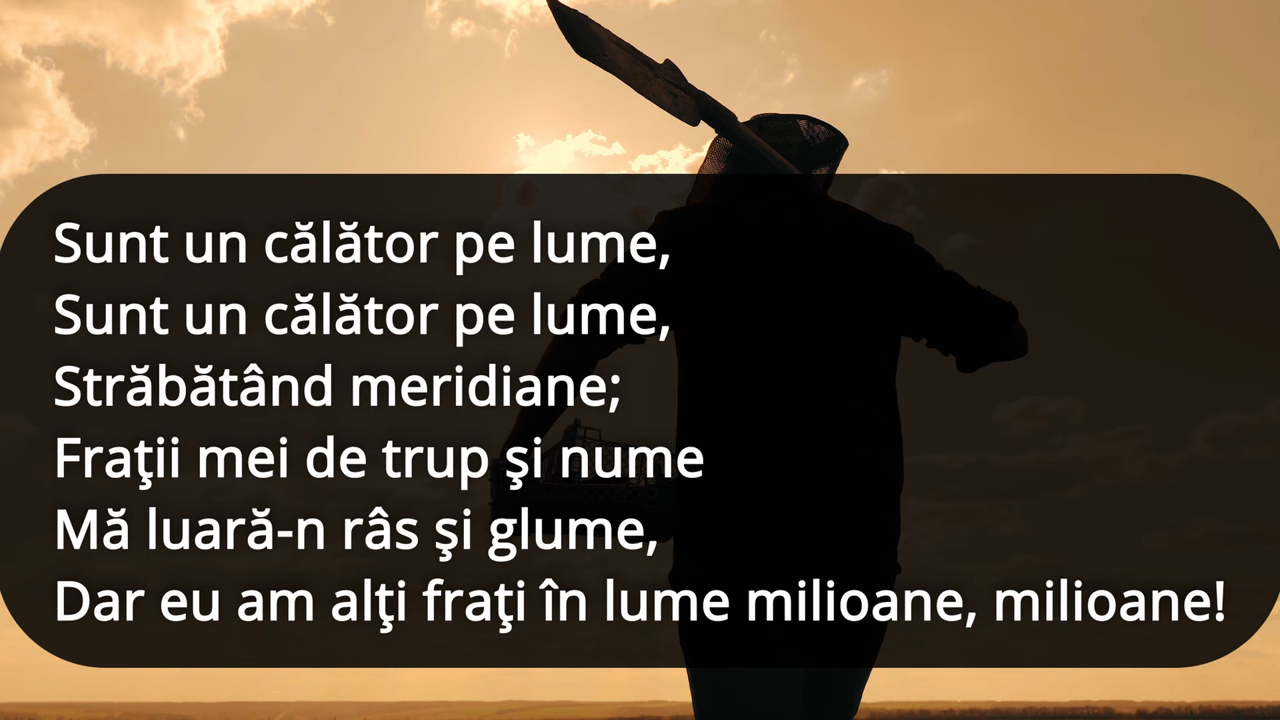 Sunt un călător pe lume,
Sunt un călător pe lume,
Străbătând meridiane;
Fraţii mei de trup şi nume
Mă luară-n râs şi glume,
Dar eu am alţi fraţi în lume milioane, milioane!